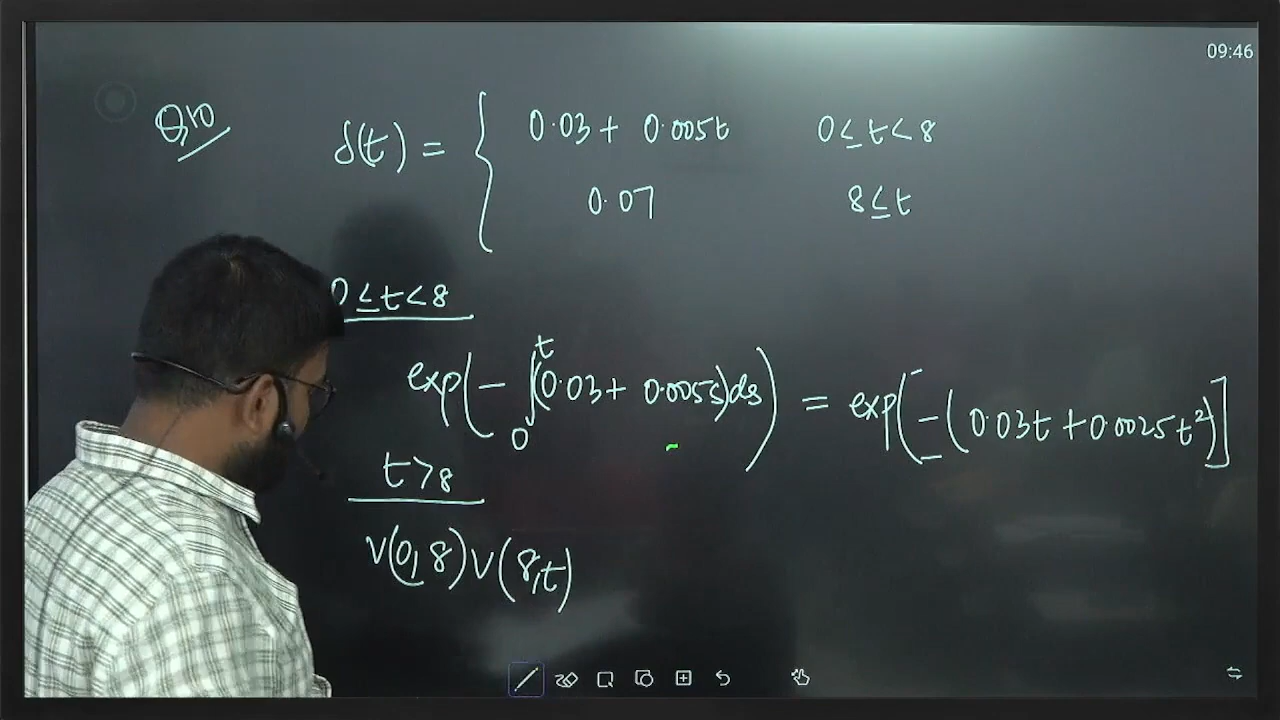 09:46
Q10
δ(t) = { 0.03 + 0.005t 0 ≤ t < 8
0.07 8 ≤ t
0 ≤ t < 8
exp(- ∫₀ᵗ (0.03 + 0.005s)ds) = exp[-(0.03t + 0.0025t²)]
t > 8
v(0,8) v(8,t)